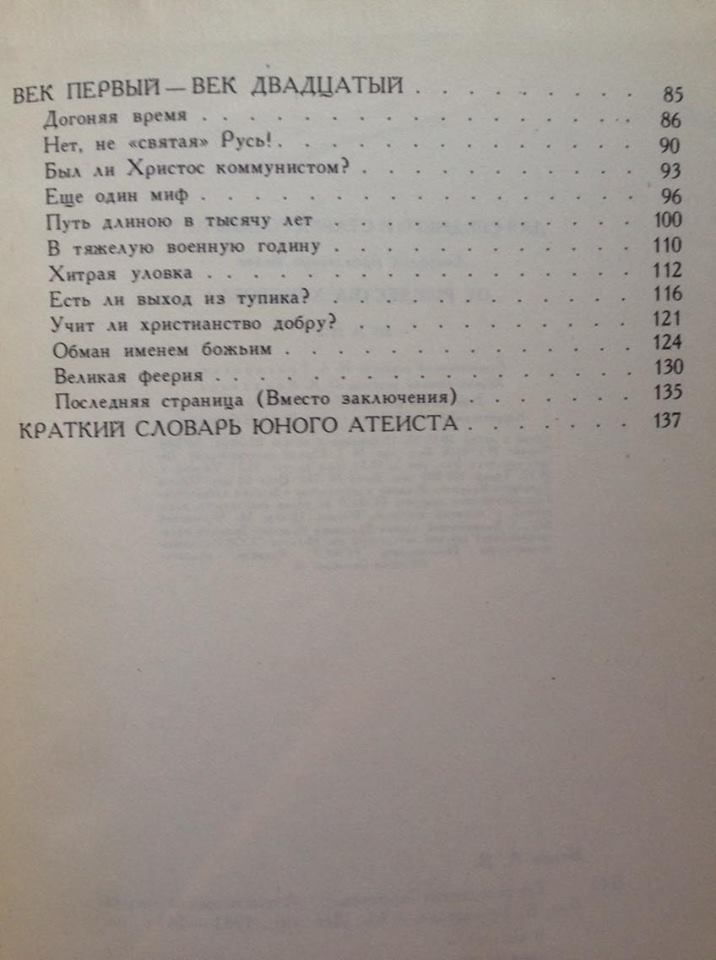 ВЕК ПЕРВЫЙ — ВЕК ДВАДЦАТЫЙ . . . . . . . . . 85
Догоняя время . . . . . . . . . . . . . . . . 86
Нет, не «святая» Русь! . . . . . . . . . . . . . 90
Был ли Христос коммунистом? . . . . . . . . . . 93
Еще один миф . . . . . . . . . . . . . . . . 96
Путь длиною в тысячу лет . . . . . . . . . . . 100
В тяжелую военную годину . . . . . . . . . . . 110
Хитрая уловка . . . . . . . . . . . . . . . . 112
Есть ли выход из тупика? . . . . . . . . . . . 116
Учит ли христианство добру? . . . . . . . . . . 121
Обман именем божьим . . . . . . . . . . . . . 124
Великая феерия . . . . . . . . . . . . . . . 130
Последняя страница (Вместо заключения) . . . . . . 135
КРАТКИЙ СЛОВАРЬ ЮНОГО АТЕИСТА . . . . . . . 137